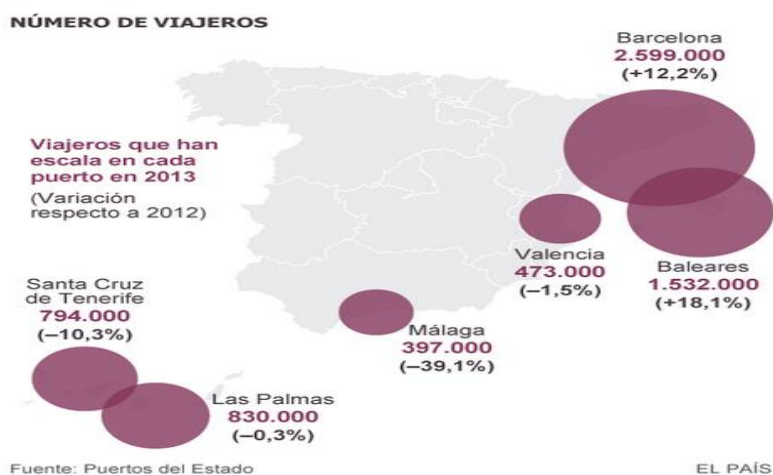 NÚMERO DE VIAJEROS
Barcelona
2.599.000
(+12,2%)
Viajeros que han
escala en cada
puerto en 2013
(Variación
respecto a 2012)
Valencia
473.000
(–1,5%)
Baleares
1.532.000
(+18,1%)
Santa Cruz
de Tenerife
794.000
(–10,3%)
Málaga
397.000
(–39,1%)
Las Palmas
830.000
(–0,3%)
Fuente: Puertos del Estado
EL PAÍS